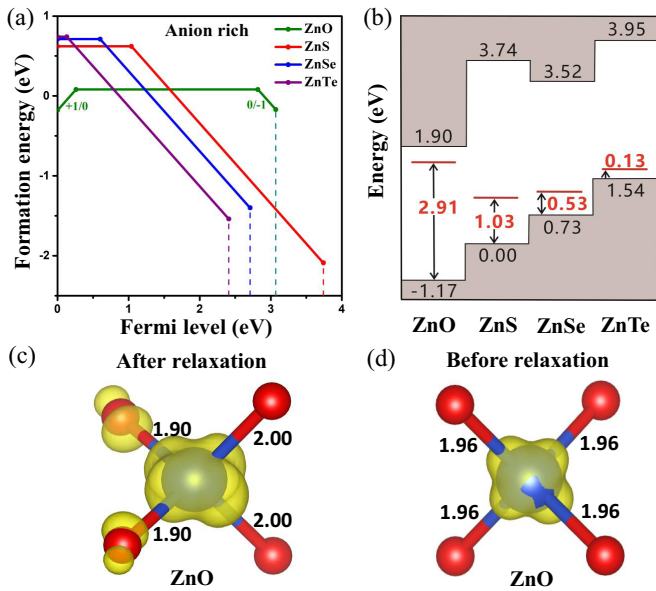 (a)
Anion rich
ZnO
ZnS
ZnSe
ZnTe
+1/0
0/-1
Formation energy (eV)
1
0
-1
-2
0
1
2
3
4
Fermi level (eV)
(b)
Energy (eV)
1.90
3.74
3.52
3.95
2.91
1.03
0.53
0.13
-1.17
0.00
0.73
1.54
ZnO
ZnS
ZnSe
ZnTe
(c)
After relaxation
1.90
2.00
1.90
2.00
ZnO
(d)
Before relaxation
1.96
1.96
1.96
1.96
ZnO